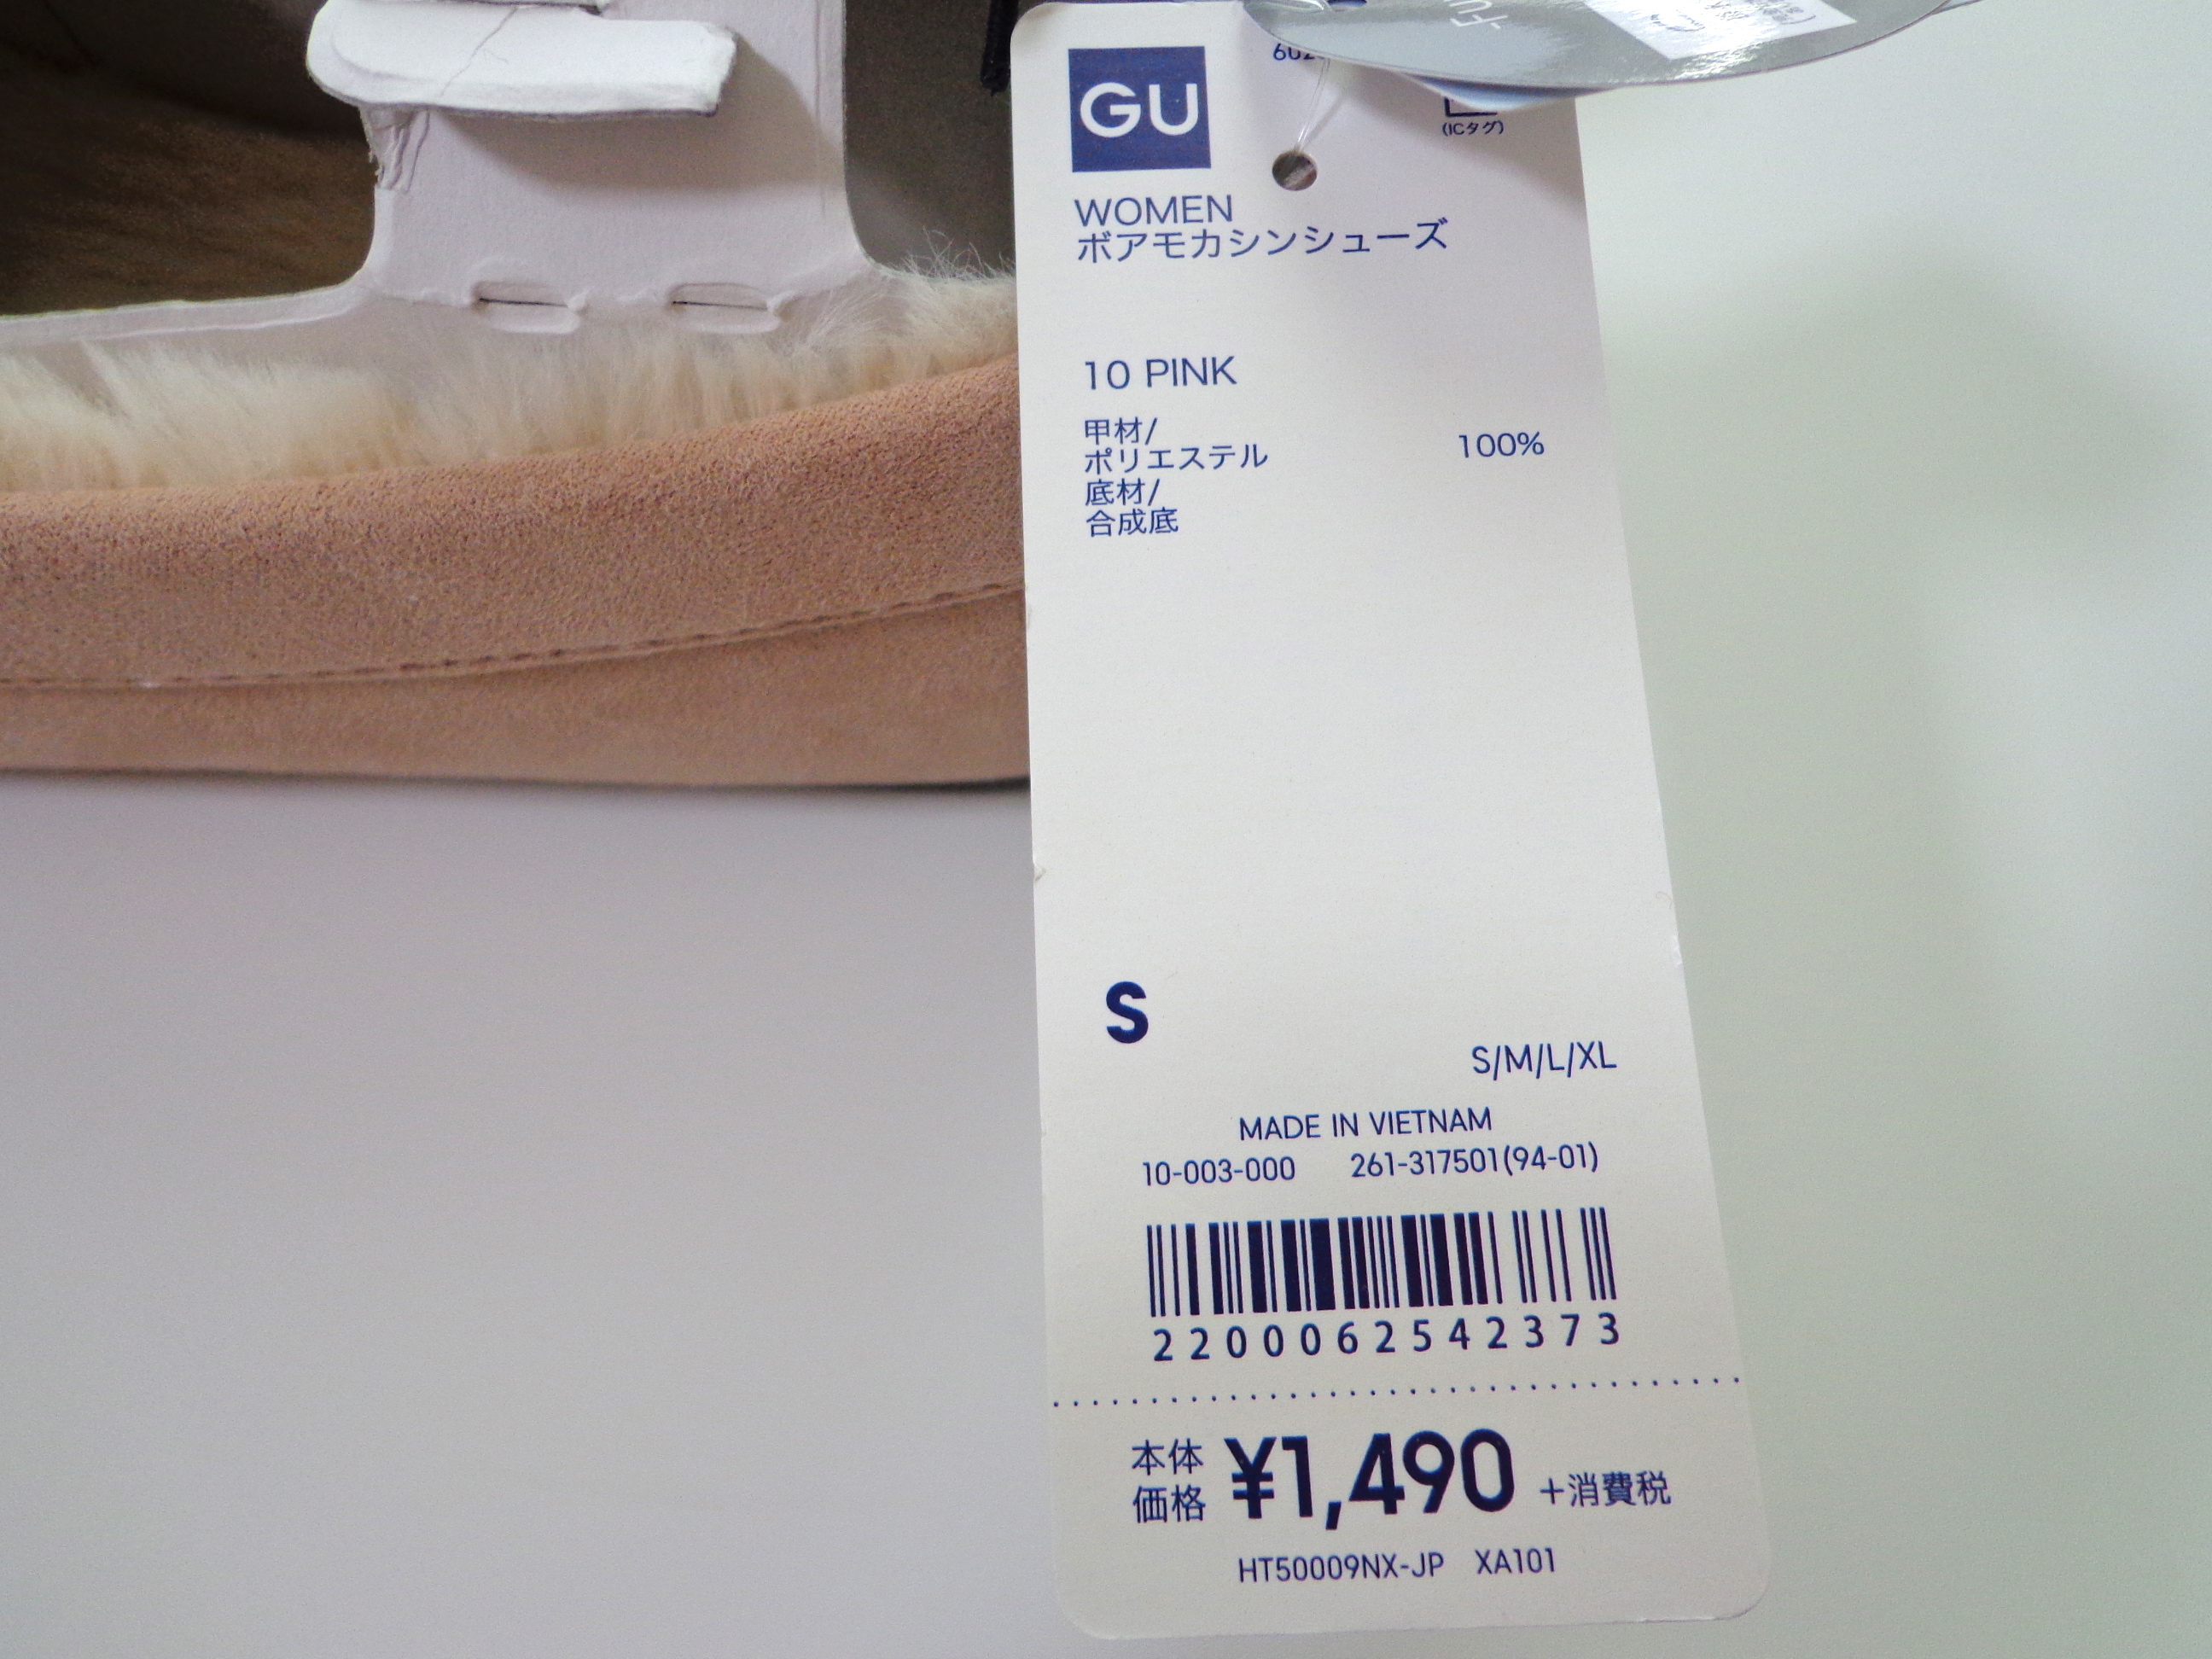 GU
(ICタグ)
WOMEN
ボアモカシンシューズ
10 PINK
甲材/
ポリエステル 100%
底材/
合成底
S
S/M/L/XL
MADE IN VIETNAM
10-003-000 261-317501(94-01)
2200062542373
本体価格 ¥1,490 +消費税
HT50009NX-JP XA101